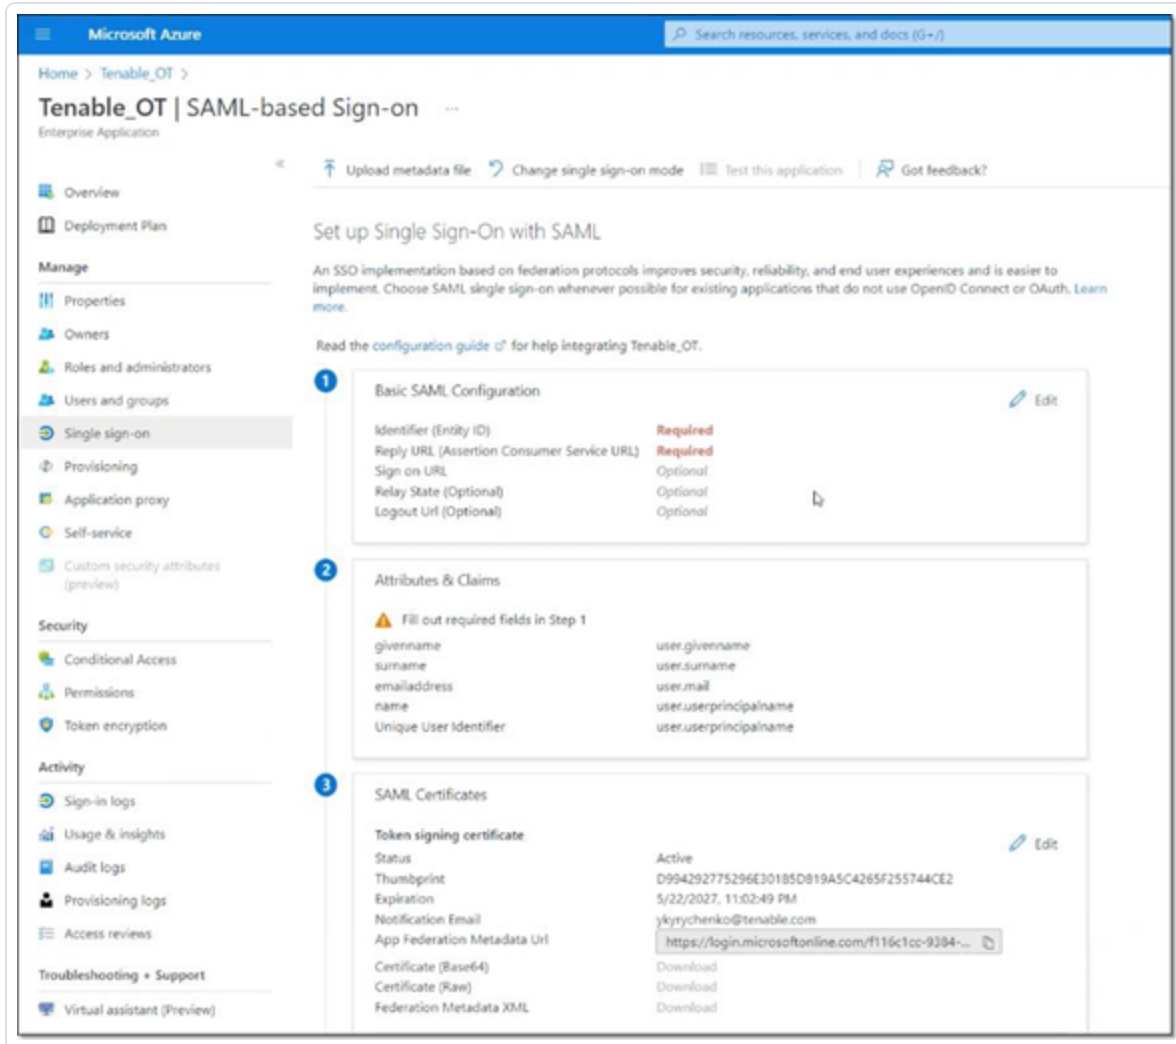 Microsoft Azure
Search resources, services, and docs (G+/)
Home > Tenable_OT >
Tenable_OT | SAML-based Sign-on ...
Enterprise Application
Overview
Deployment Plan
Manage
Properties
Owners
Roles and administrators
Users and groups
Single sign-on
Provisioning
Application proxy
Self-service
Custom security attributes
(preview)
Security
Conditional Access
Permissions
Token encryption
Activity
Sign-in logs
Usage & insights
Audit logs
Provisioning logs
Access reviews
Troubleshooting + Support
Virtual assistant (Preview)
Upload metadata file Change single sign-on mode Test this application Got feedback?
Set up Single Sign-On with SAML
An SSO implementation based on federation protocols improves security, reliability, and end user experiences and is easier to
implement. Choose SAML single sign-on whenever possible for existing applications that do not use OpenID Connect or OAuth. Learn
more.
Read the configuration guide for help integrating Tenable_OT.
1
Basic SAML Configuration
Edit
Identifier (Entity ID) Required
Reply URL (Assertion Consumer Service URL) Required
Sign on URL Optional
Relay State (Optional) Optional
Logout Url (Optional) Optional
2
Attributes & Claims
Fill out required fields in Step 1
givenname user.givenname
surname user.surname
emailaddress user.mail
name user.userprincipalname
Unique User Identifier user.userprincipalname
3
SAML Certificates
Token signing certificate
Edit
Status Active
Thumbprint D994292775296E30185D819A5C4265F255744CE2
Expiration 5/22/2027, 11:02:49 PM
Notification Email ykyrychenko@tenable.com
App Federation Metadata Url https://login.microsoftonline.com/f116c1cc-9384-...
Certificate (Base64) Download
Certificate (Raw) Download
Federation Metadata XML Download